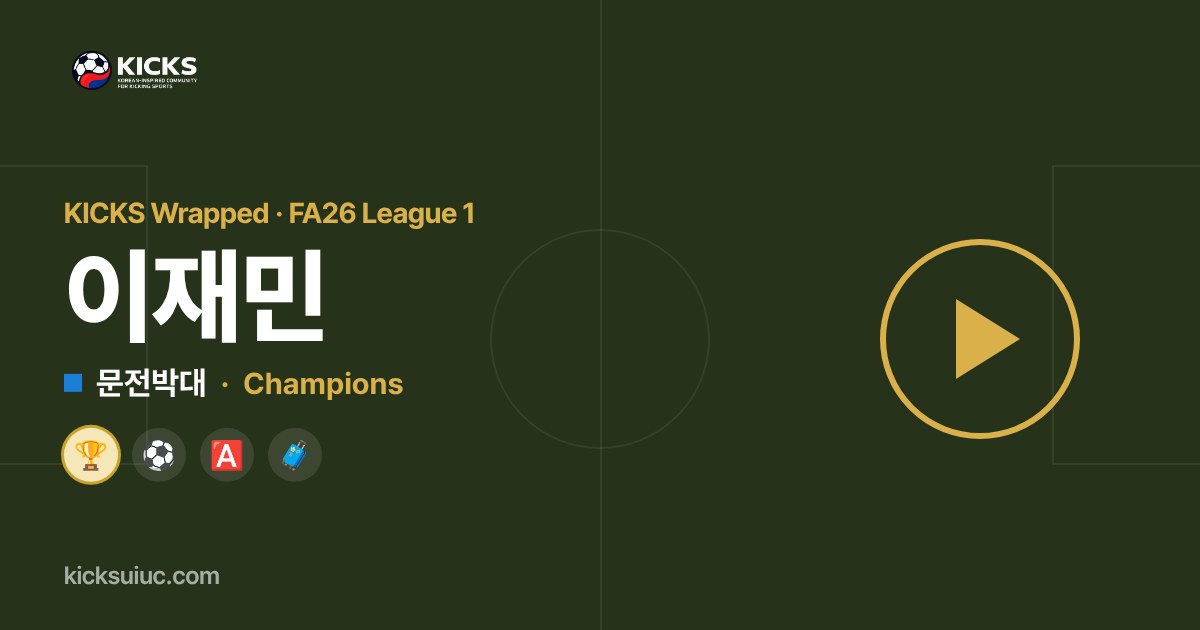 KICKS
KOREAN-INSPIRED COMMUNITY
FOR KICKING SPORTS
KICKS Wrapped · FA26 League 1
이재민
문전박대 · Champions
🏆 ⚽ 🅰 🧳
kicksuiuc.com